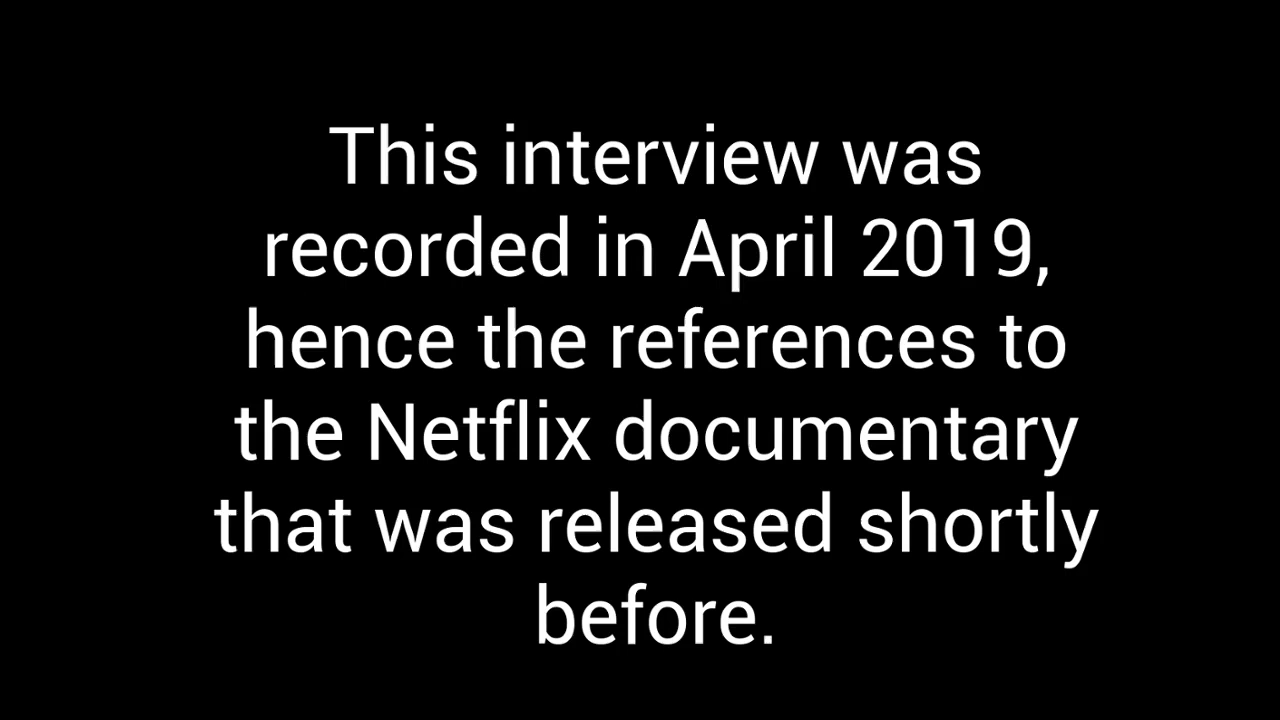 This interview was
recorded in April 2019,
hence the references to
the Netflix documentary
that was released shortly
before.